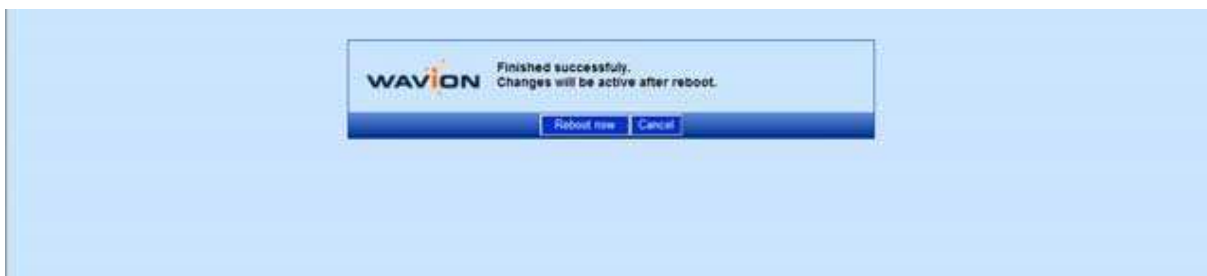 WAVION
Finished successfuly.
Changes will be active after reboot.
Reboot now
Cancel